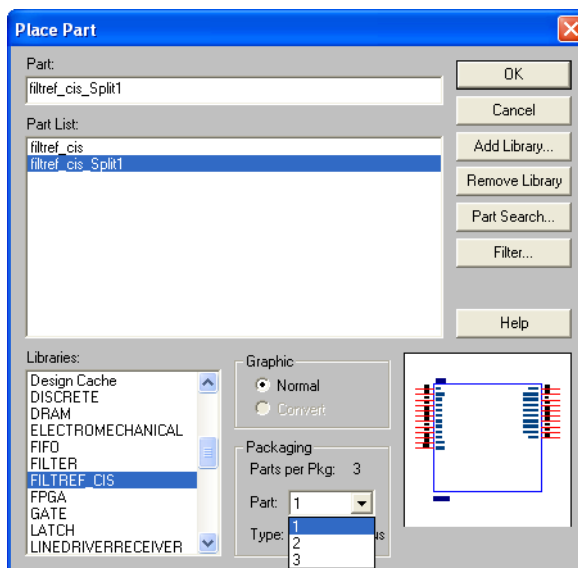 Place Part
Part:
filtref_cis_Split1
Part List:
filtref_cis
filtref_cis_Split1
OK
Cancel
Add Library...
Remove Library
Part Search...
Filter...
Help
Libraries:
Design Cache
DISCRETE
DRAM
ELECTROMECHANICAL
FIFO
FILTER
FILTREF_CIS
FPGA
GATE
LATCH
LINEDRIVERRECEIVER
Graphic
Normal
Convert
Packaging
Parts per Pkg: 3
Part: 1
1
2
3
Type: